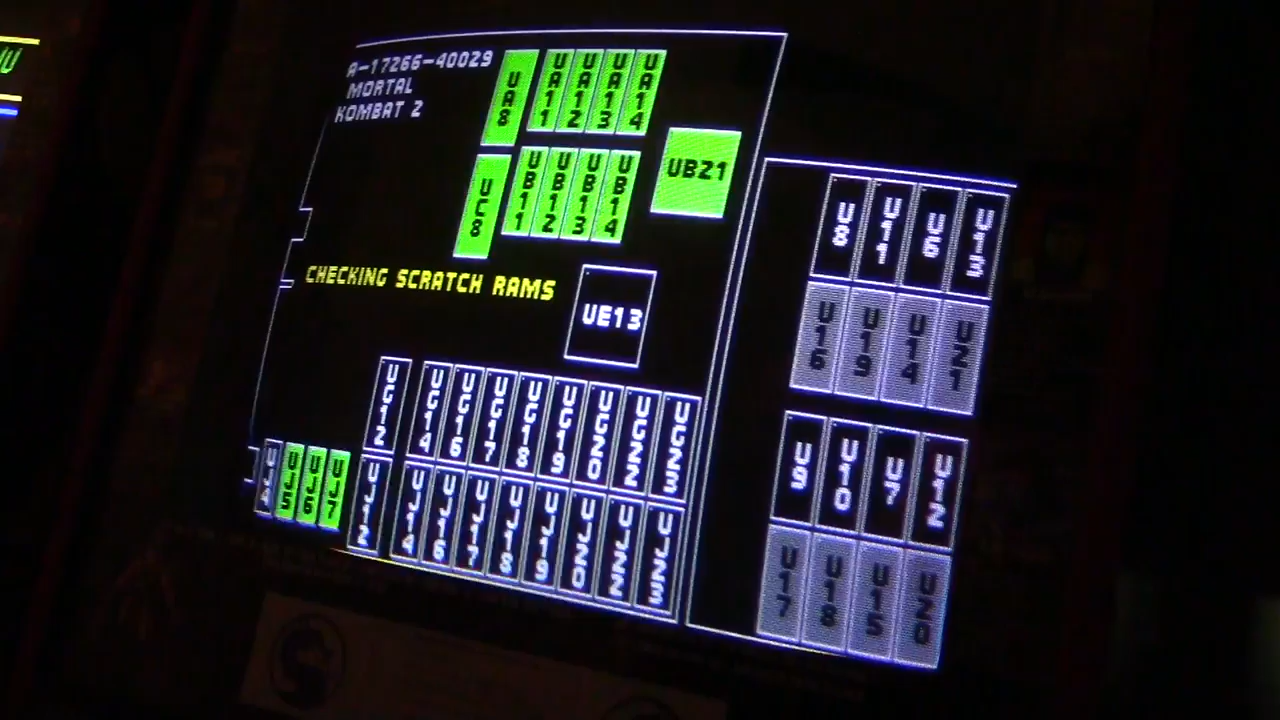 A-17266-40029
MORTAL
KOMBAT 2
UA8
UA11
UA12
UA13
UA14
UC8
UB11
UB12
UB13
UB14
UBZ1
CHECKING SCRATCH RAMS
UE13
UG12
UG14
UG16
UG17
UG18
UG19
UG20
UG22
UG23
UJ4
UJ5
UJ6
UJ7
UJ12
UJ14
UJ16
UJ17
UJ18
UJ19
UJ20
UJ22
UJ23
U8
U11
U6
U13
U16
U19
U14
U21
U9
U10
U7
U12
U17
U18
U15
U20